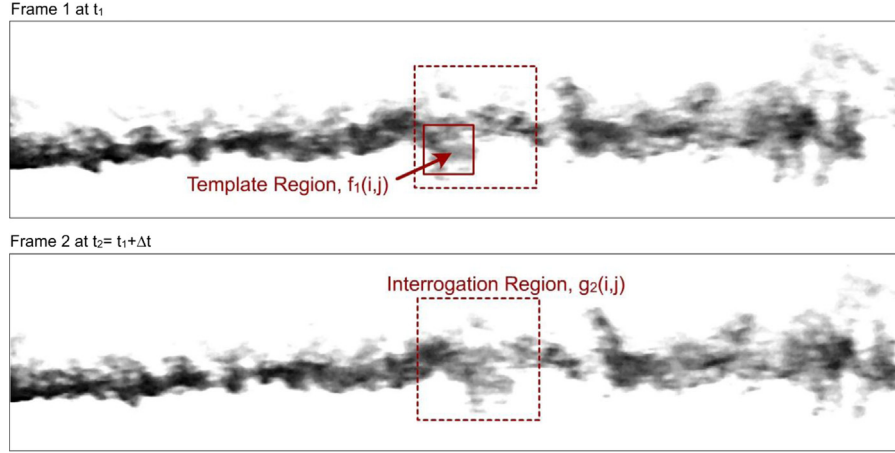 Frame 1 at t₁
Template Region, f₁(i,j)
Frame 2 at t₂= t₁+Δt
Interrogation Region, g₂(i,j)